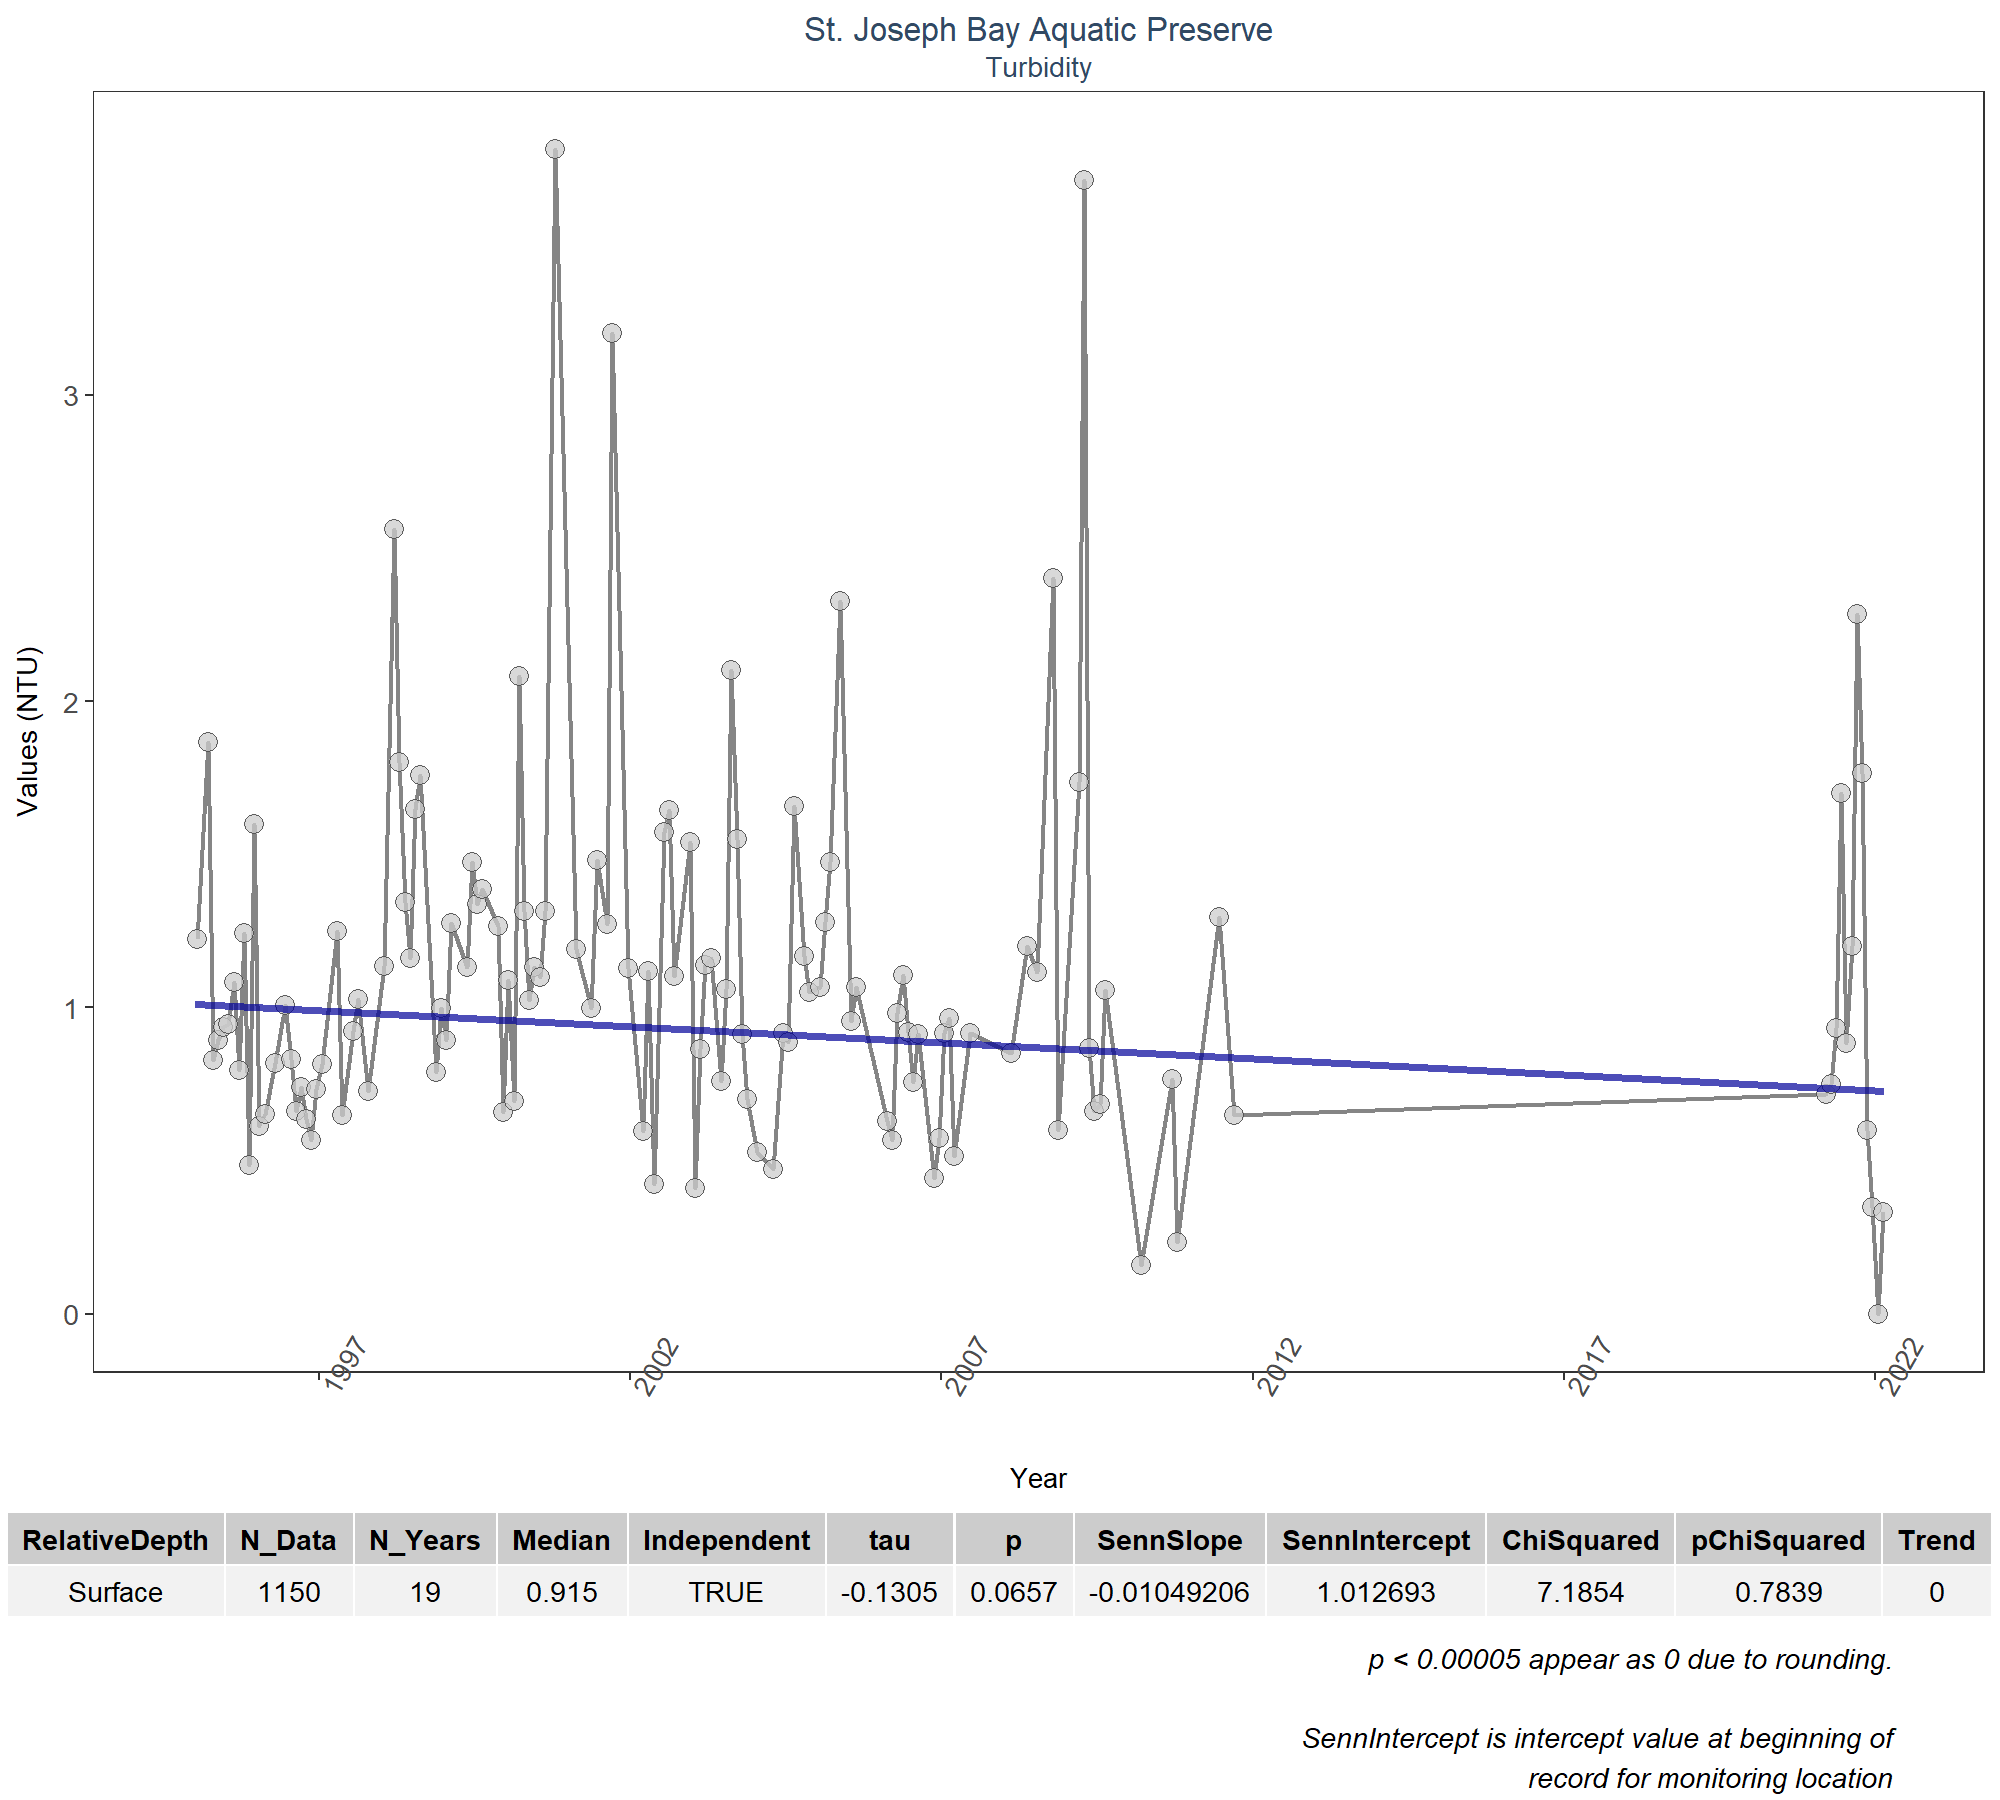 St. Joseph Bay Aquatic Preserve
Turbidity
Values (NTU)
3
2
1
0
1997 2002 2007 2012 2017 2022
Year
RelativeDepth N_Data N_Years Median Independent tau p SennSlope SennIntercept ChiSquared pChiSquared Trend
Surface 1150 19 0.915 TRUE -0.1305 0.0657 -0.01049206 1.012693 7.1854 0.7839 0
p < 0.00005 appear as 0 due to rounding.
SennIntercept is intercept value at beginning of
record for monitoring location